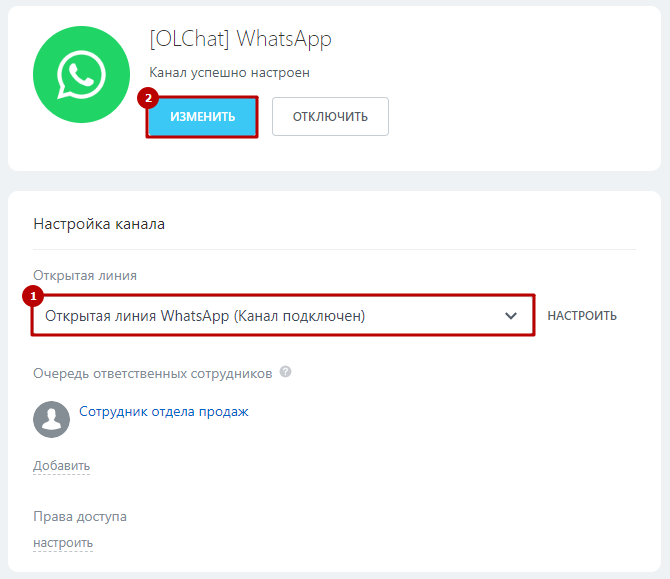 [OLChat] WhatsApp
Канал успешно настроен
2
ИЗМЕНИТЬ ОТКЛЮЧИТЬ
Настройка канала
Открытая линия
1
Открытая линия WhatsApp (Канал подключен) НАСТРОИТЬ
Очередь ответственных сотрудников ?
Сотрудник отдела продаж
Добавить
Права доступа
настроить